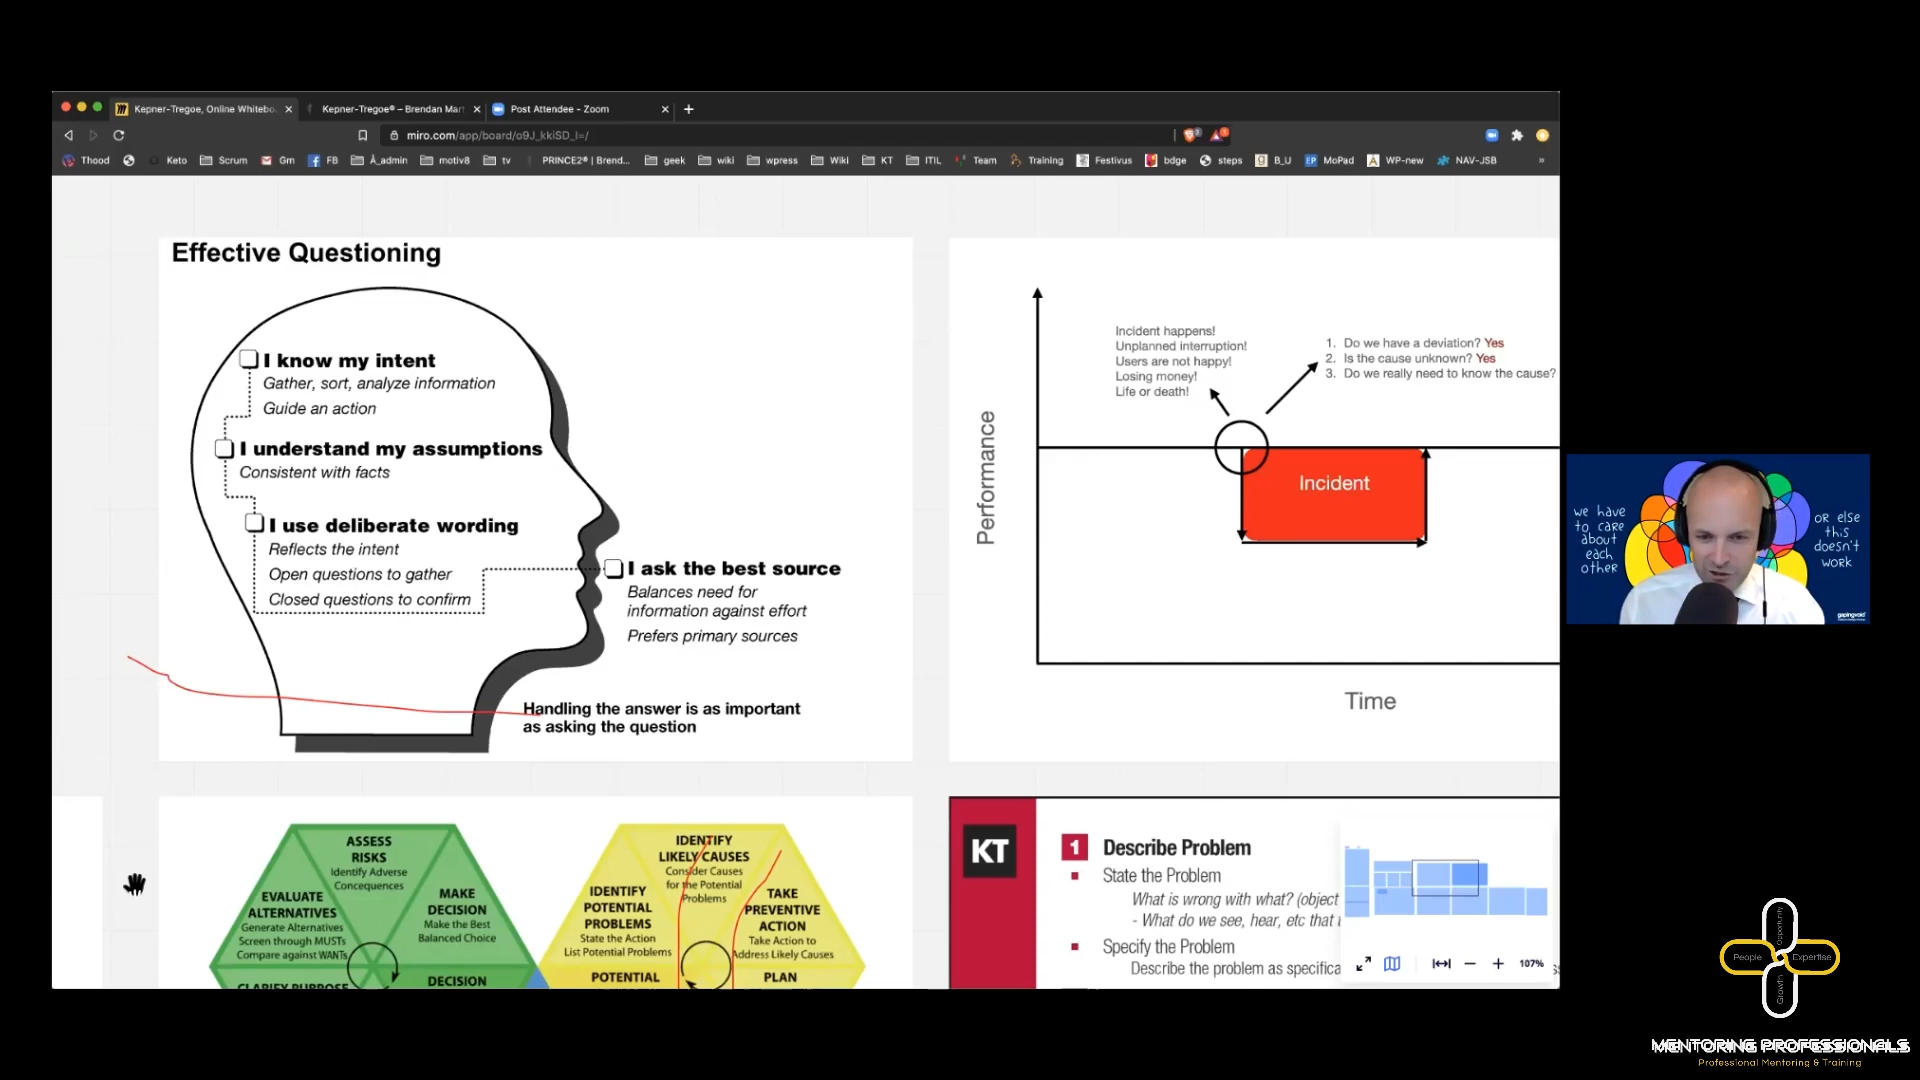 Kepner-Tregoe, Online Whitebo
Kepner-Tregoe® – Brendan Mar
Post Attendee - Zoom
miro.com/app/board/o9J_kkiSD_I=/
Thood
Keto
Scrum
Gm
FB
Å_admin
motiv8
tv
PRINCE2® | Brend...
geek
wiki
wpress
Wiki
KT
ITIL
Team
Training
Festivus
bdge
steps
B_U
MoPad
WP-new
NAV-JSB
»
Effective Questioning
I know my intent
Gather, sort, analyze information
Guide an action
I understand my assumptions
Consistent with facts
I use deliberate wording
Reflects the intent
Open questions to gather
Closed questions to confirm
I ask the best source
Balances need for
information against effort
Prefers primary sources
Handling the answer is as important
as asking the question
Performance
Incident happens!
Unplanned interruption!
Users are not happy!
Losing money!
Life or death!
1. Do we have a deviation? Yes
2. Is the cause unknown? Yes
3. Do we really need to know the cause?
Incident
Time
we have
to care
about
each
other
OR else
this
doesn't
work
gapingvoid
ASSESS
RISKS
Identify Adverse
Concequences
EVALUATE
ALTERNATIVES
Generate Alternatives
Screen through MUSTs
Compare against WANTs
MAKE
DECISION
Make the Best
Balanced Choice
CLARIFY PURPOSE
DECISION
IDENTIFY
LIKELY CAUSES
Consider Causes
for the Potential
Problems
IDENTIFY
POTENTIAL
PROBLEMS
State the Action
List Potential Problems
TAKE
PREVENTIVE
ACTION
Take Action to
Address Likely Causes
POTENTIAL
PLAN
KT
1 Describe Problem
State the Problem
What is wrong with what? (object
- What do we see, hear, etc that
Specify the Problem
Describe the problem as specifica
107%
Opportunity
People
Expertise
Growth
MENTORING PROFESSIONALS
Professional Mentoring & Training